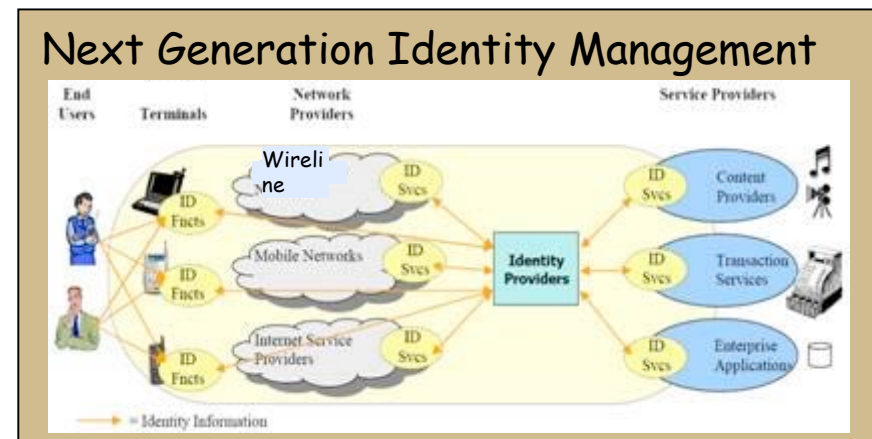 Next Generation Identity Management
End
Users
Terminals
Network
Providers
Service Providers
Wireli
ne
ID
Svcs
ID
Fncts
ID
Svcs
Content
Providers
Mobile Networks
ID
Svcs
ID
Fncts
Identity
Providers
ID
Svcs
Transaction
Services
Internet Service
Providers
ID
Svcs
ID
Fncts
ID
Svcs
Enterprise
Applications
= Identity Information